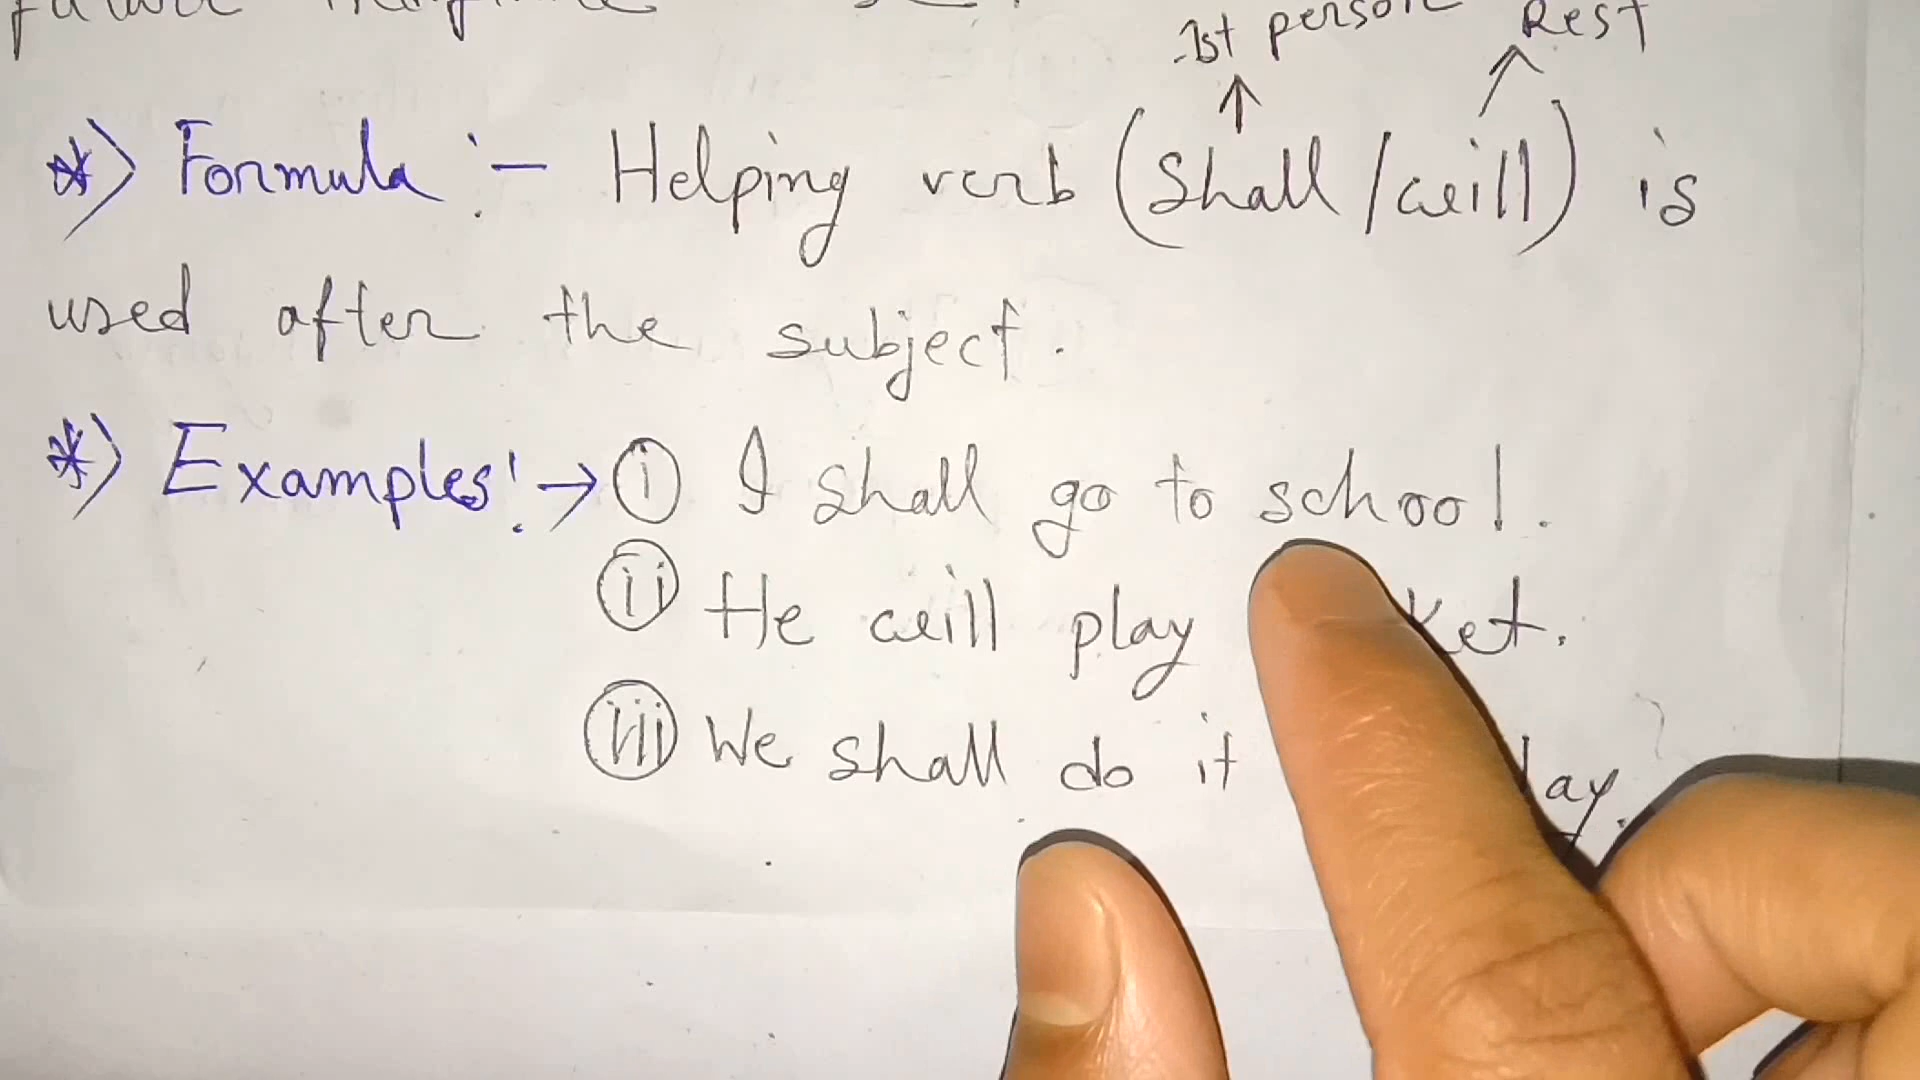 1st person Rest
*) Formula :- Helping verb (Shall/will) is
used after the subject.
*) Examples :→ (i) I shall go to school.
(ii) He will play
(iii) We shall do it